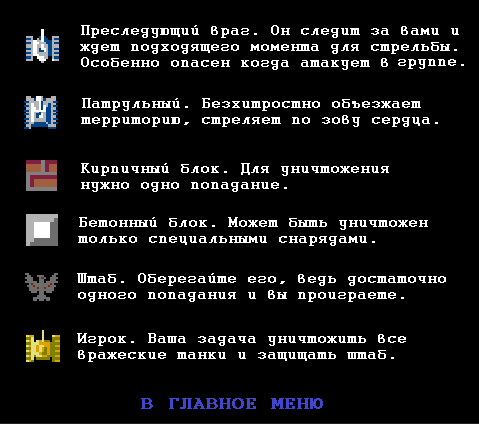 Преследующий враг. Он следит за вами и
ждет подходящего момента для стрельбы.
Особенно опасен когда атакует в группе.
Патрульный. Безхитростно объезжает
территорию, стреляет по зову сердца.
Кирпичный блок. Для уничтожения
нужно одно попадание.
Бетонный блок. Может быть уничтожен
только специальными снарядами.
Штаб. Оберегайте его, ведь достаточно
одного попадания и вы проиграете.
Игрок. Ваша задача уничтожить все
вражеские танки и защищать штаб.
В ГЛАВНОЕ МЕНЮ